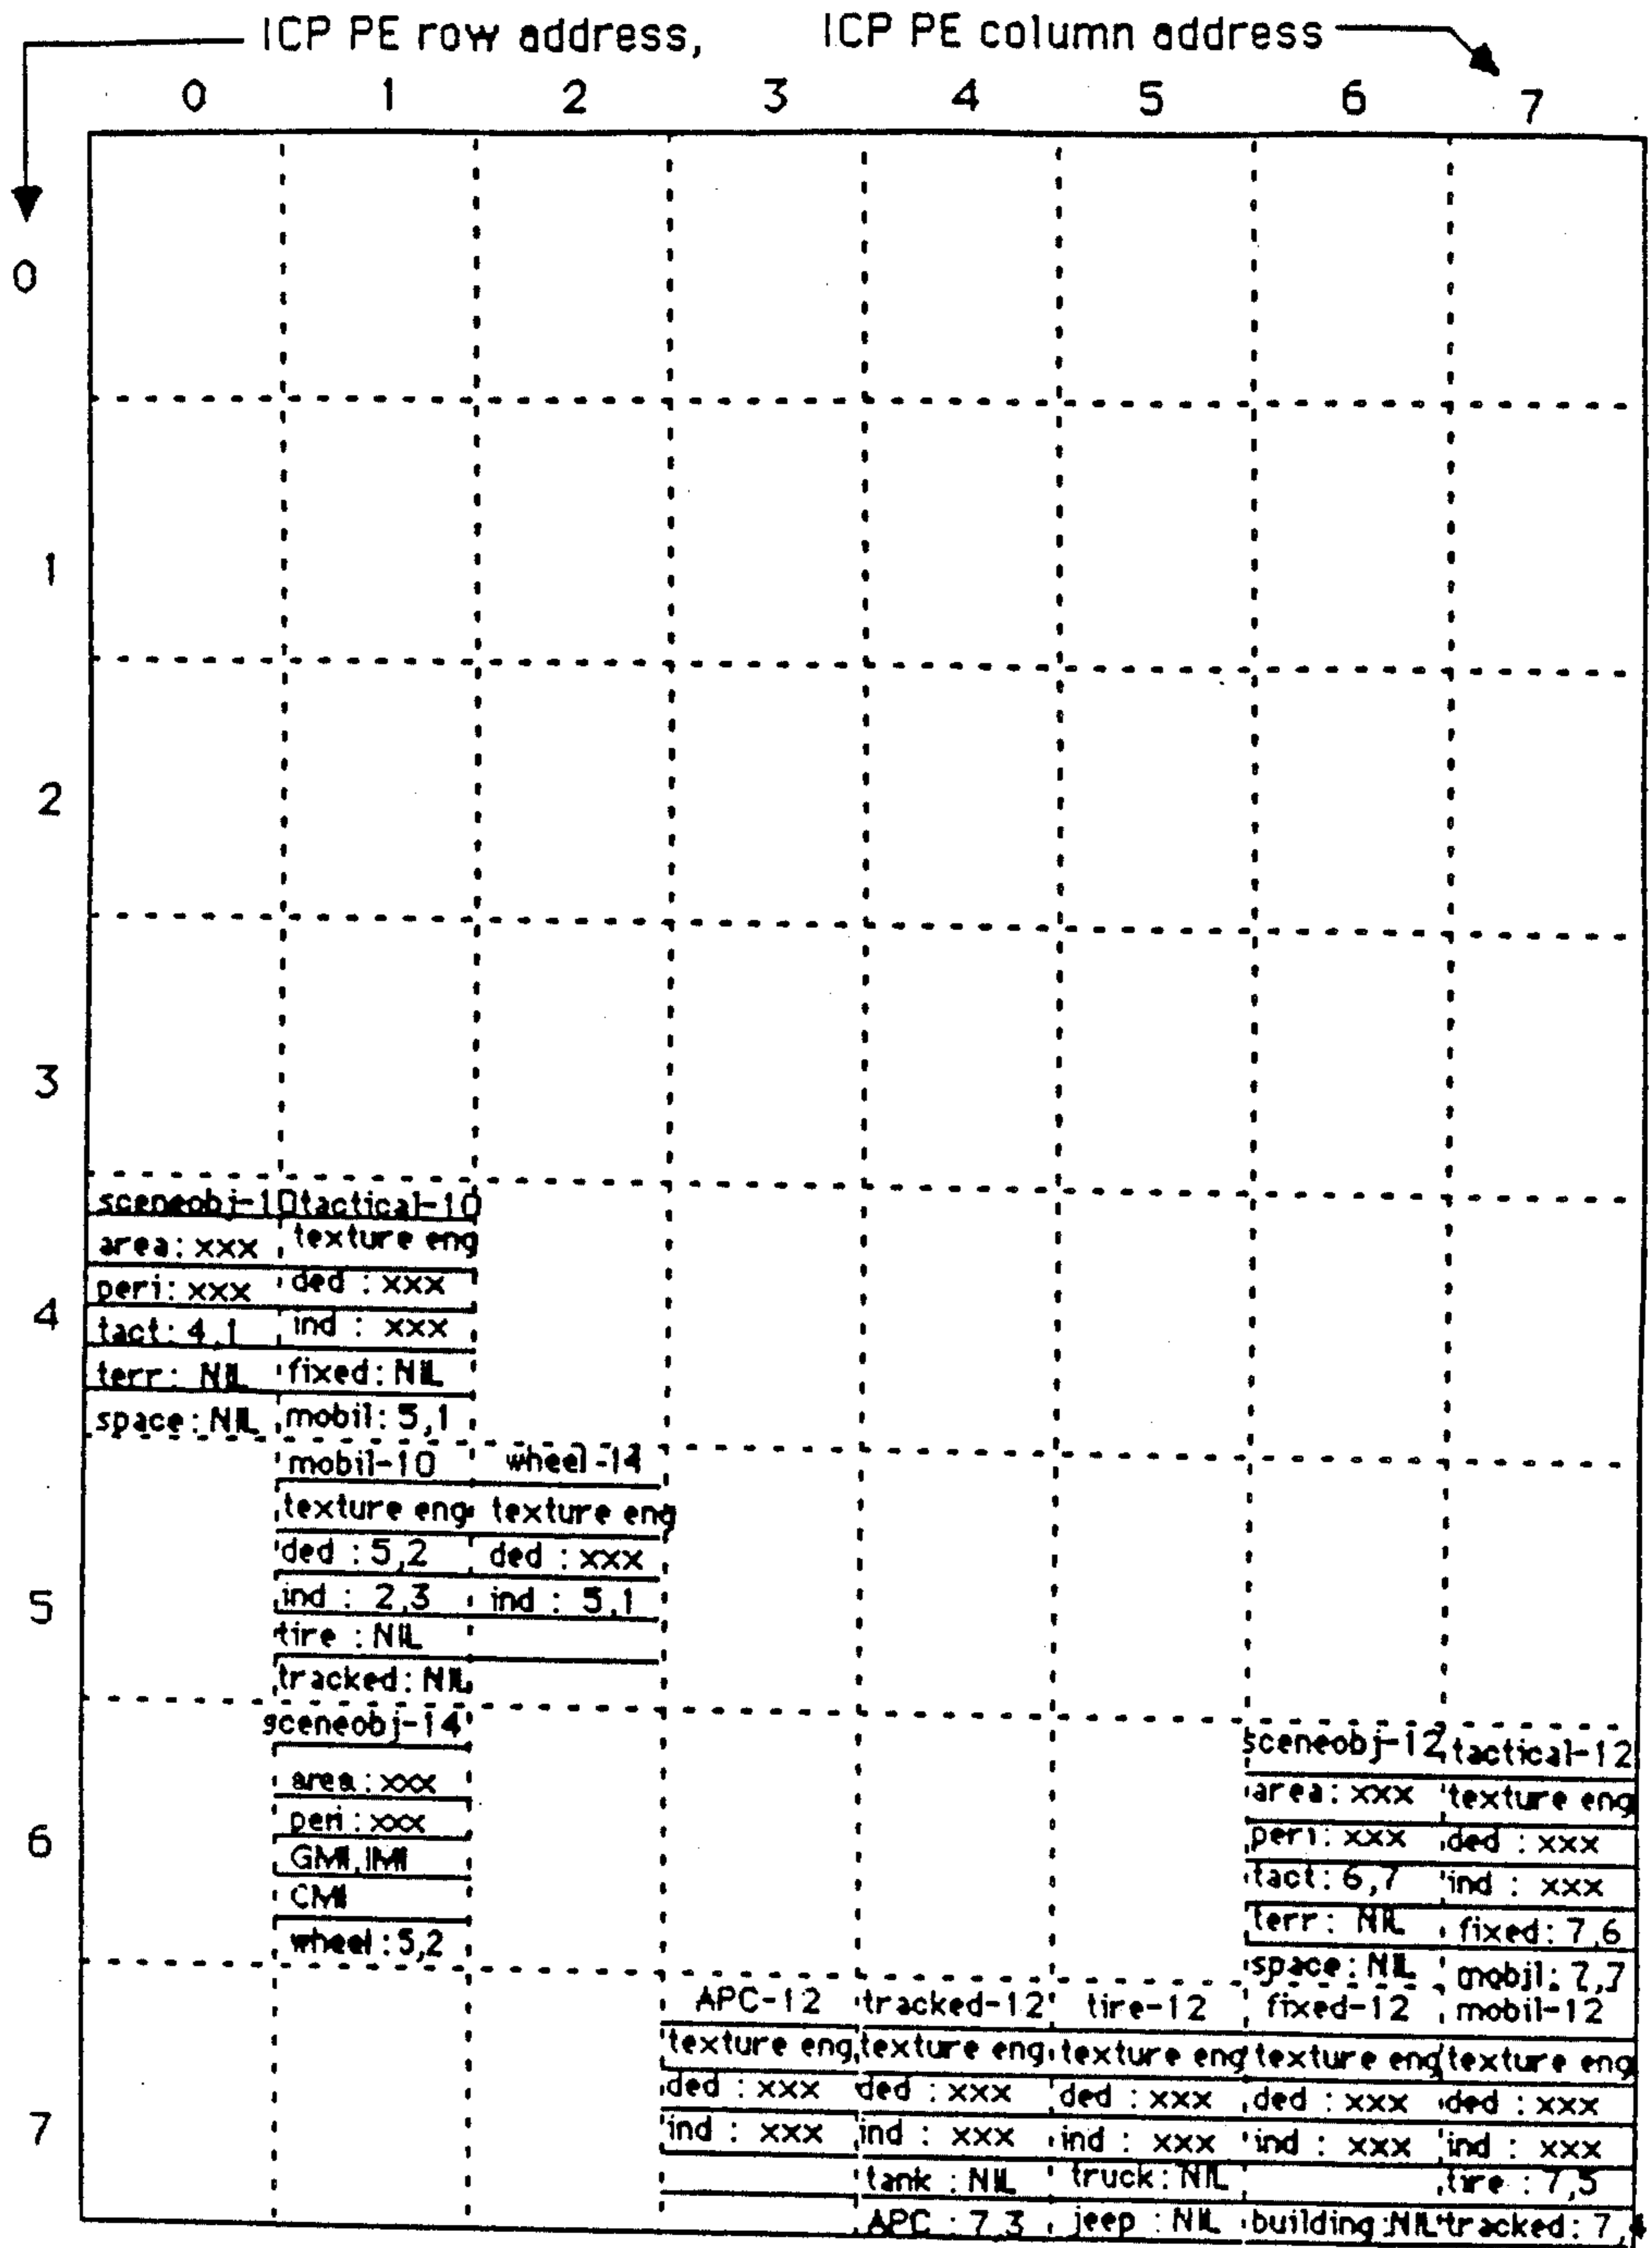 ICP PE row address, ICP PE column address
0 1 2 3 4 5 6 7
0
1
2
3
4
sceneobj-10 tactical-10
area: xxx texture eng
peri: xxx ded : xxx
tact: 4,1 ind : xxx
terr: NIL fixed: NIL
space: NIL mobil: 5,1
5
mobil-10 wheel-14
texture eng texture eng
ded : 5,2 ded : xxx
ind : 2,3 ind : 5,1
tire : NIL
tracked: NIL
6
sceneobj-14
area: xxx
peri: xxx
GMI, IMI
CMI
wheel: 5,2
sceneobj-12 tactical-12
area: xxx texture eng
peri: xxx ded : xxx
tact: 6,7 ind : xxx
terr: NIL fixed: 7,6
space: NIL mobil: 7,7
7
APC-12 tracked-12 tire-12 fixed-12 mobil-12
texture eng texture eng texture eng texture eng texture eng
ded : xxx ded : xxx ded : xxx ded : xxx ded : xxx
ind : xxx ind : xxx ind : xxx ind : xxx ind : xxx
tank : NIL truck: NIL tire : 7,5
APC : 7,3 jeep : NIL building: NIL tracked: 7,4